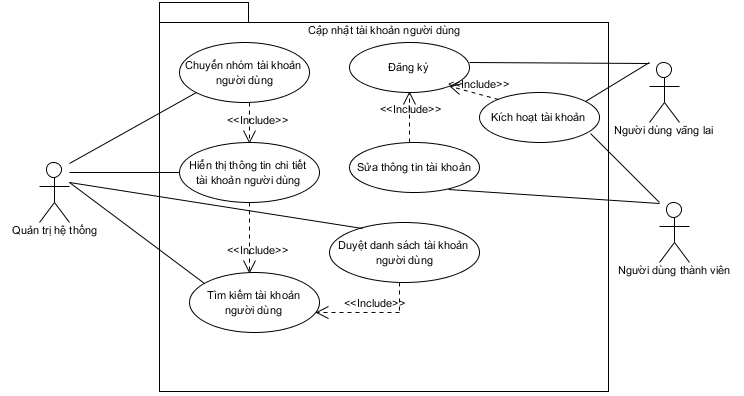 Cập nhật tài khoản người dùng
Chuyển nhóm tài khoản
người dùng
Đăng ký
<<Include>>
<<Include>>
<<Include>>
Kích hoạt tài khoản
Người dùng vãng lai
Hiển thị thông tin chi tiết
tài khoản người dùng
Sửa thông tin tài khoản
Quản trị hệ thống
<<Include>>
Duyệt danh sách tài khoản
người dùng
Người dùng thành viên
Tìm kiếm tài khoản
người dùng
<<Include>>